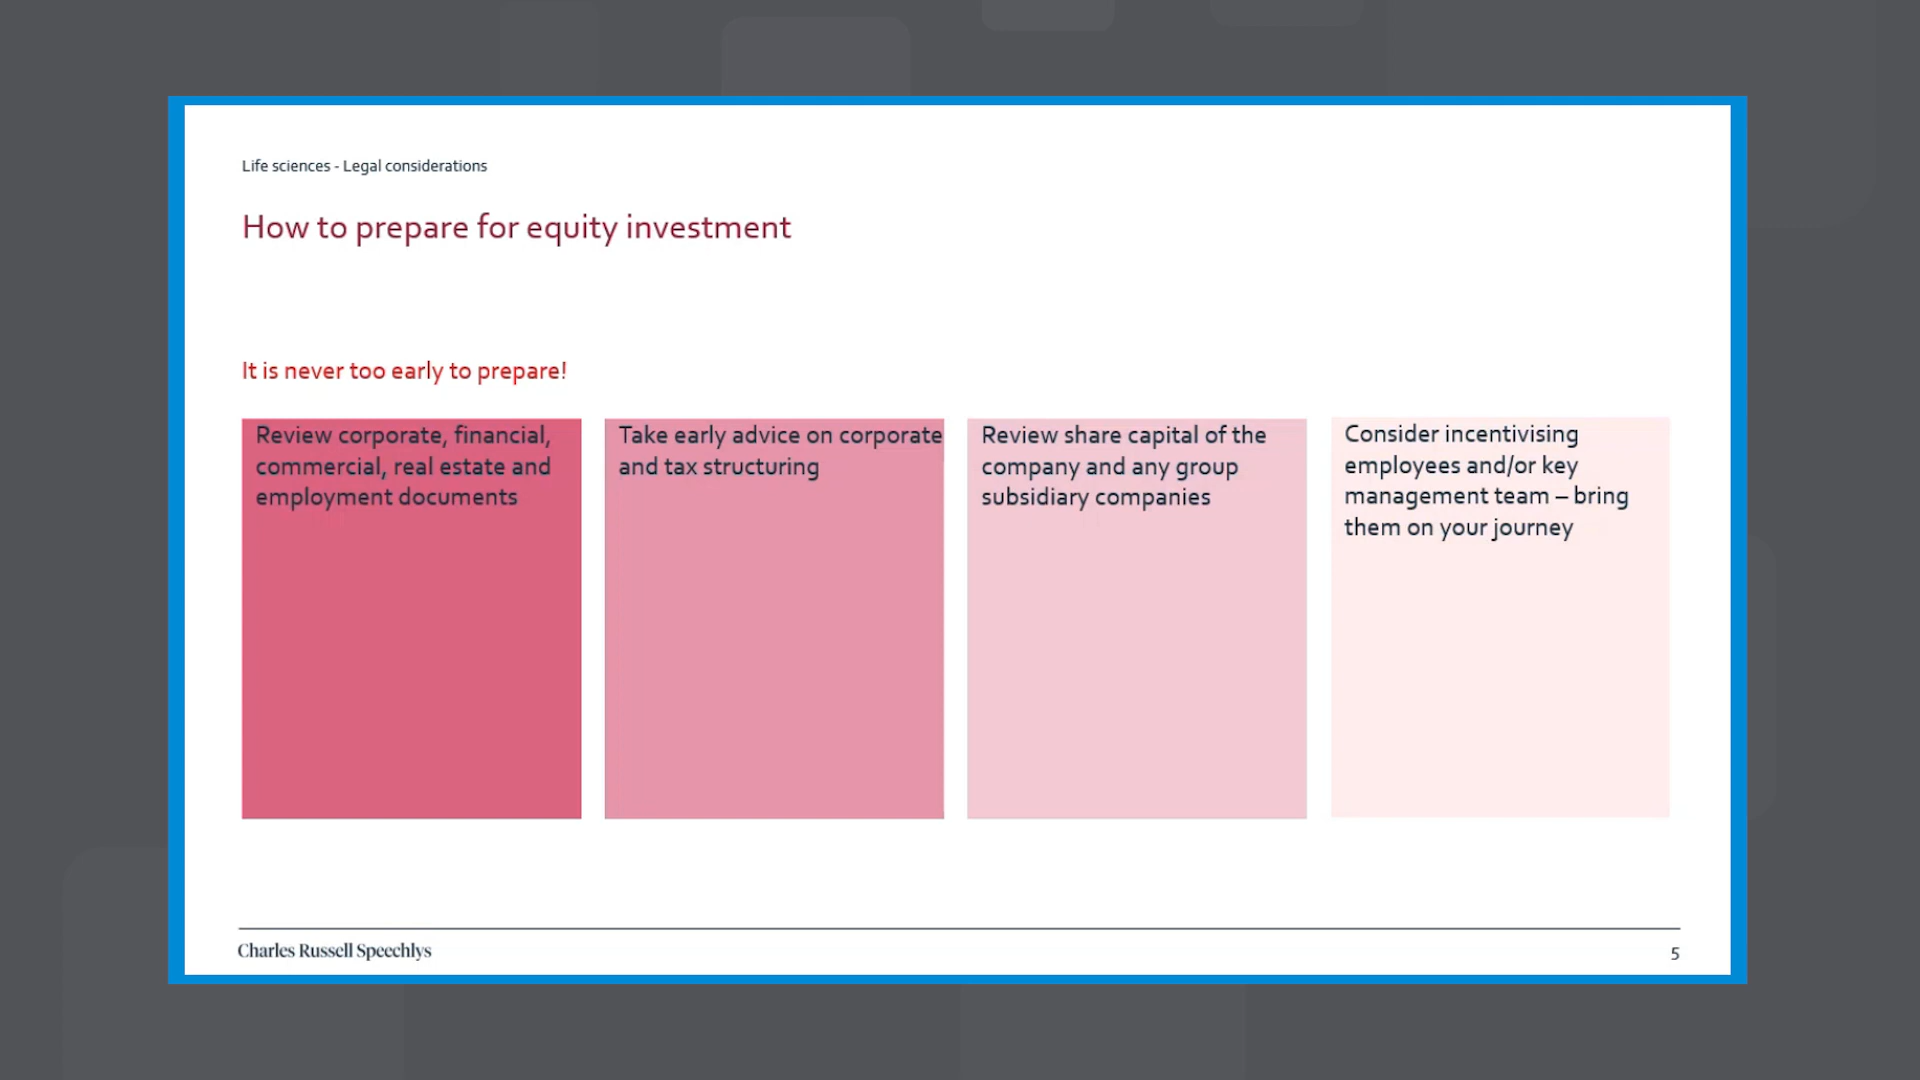 Life sciences - Legal considerations
How to prepare for equity investment
It is never too early to prepare!
Review corporate, financial,
commercial, real estate and
employment documents
Take early advice on corporate
and tax structuring
Review share capital of the
company and any group
subsidiary companies
Consider incentivising
employees and/or key
management team – bring
them on your journey
Charles Russell Speechlys
5